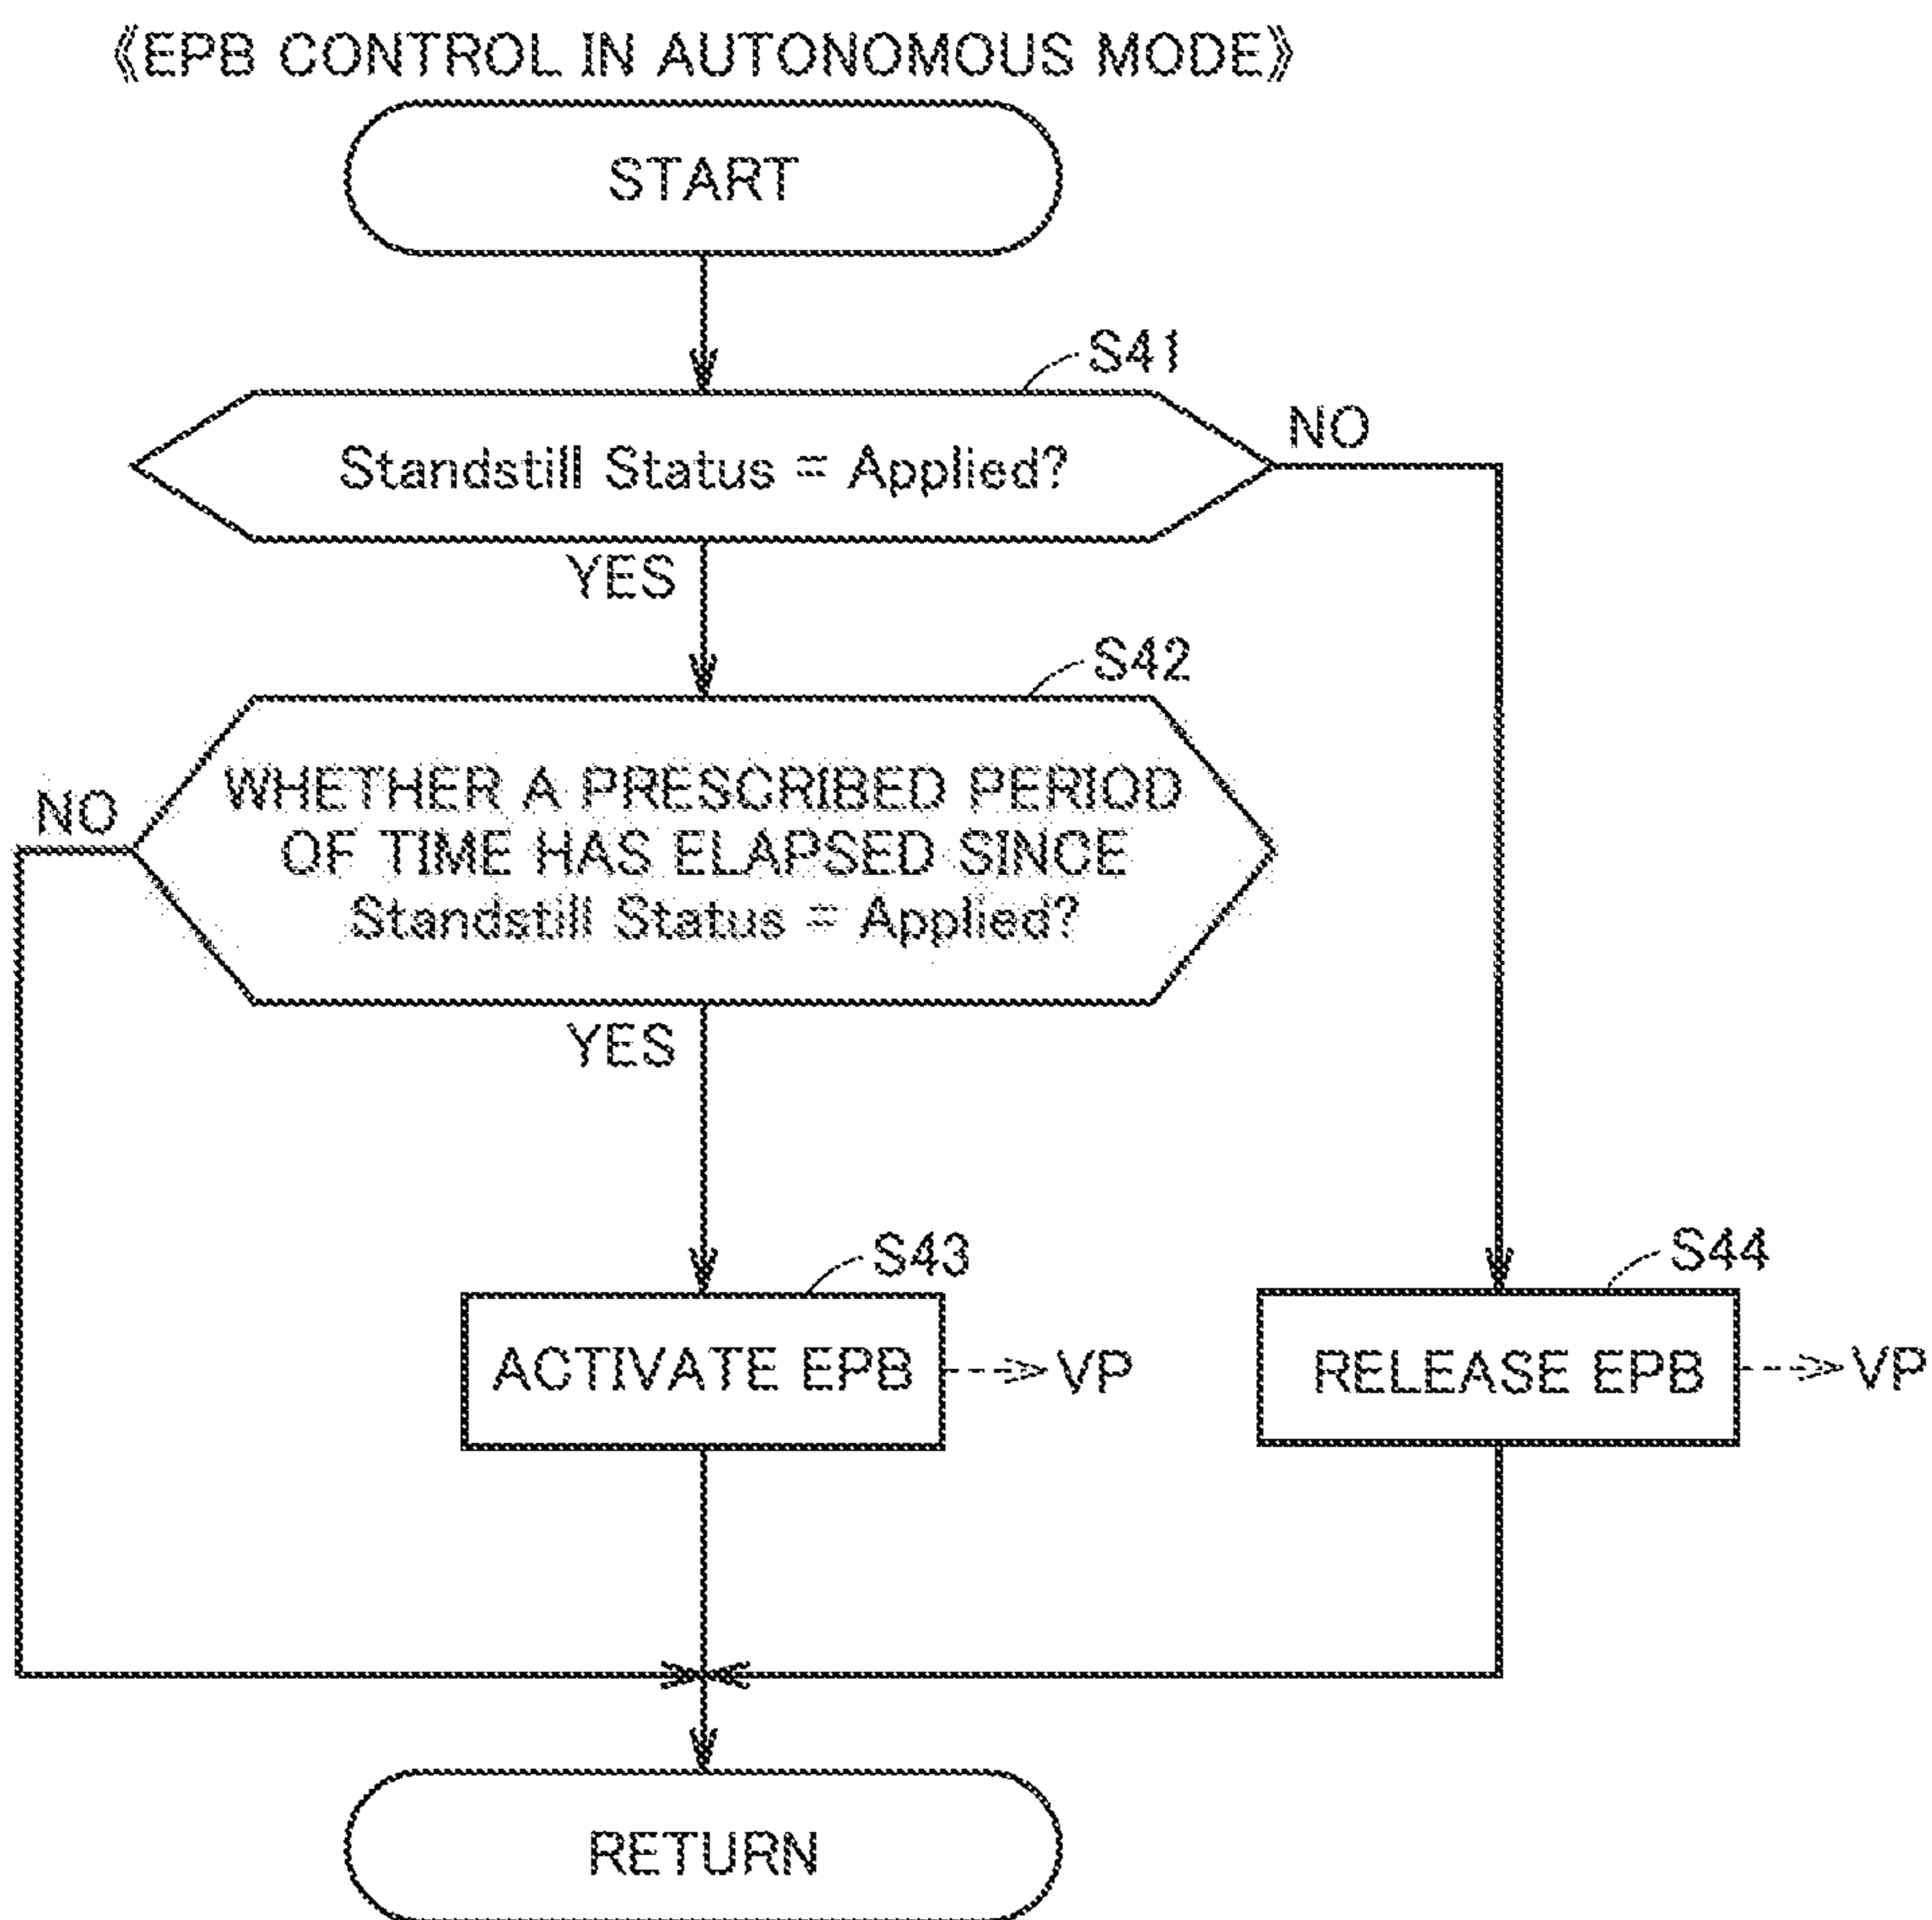 《EPB CONTROL IN AUTONOMOUS MODE》
START
S41
Standstill Status = Applied?
NO
YES
S42
WHETHER A PRESCRIBED PERIOD
OF TIME HAS ELAPSED SINCE
Standstill Status = Applied?
NO
YES
S43
ACTIVATE EPB
VP
S44
RELEASE EPB
VP
RETURN